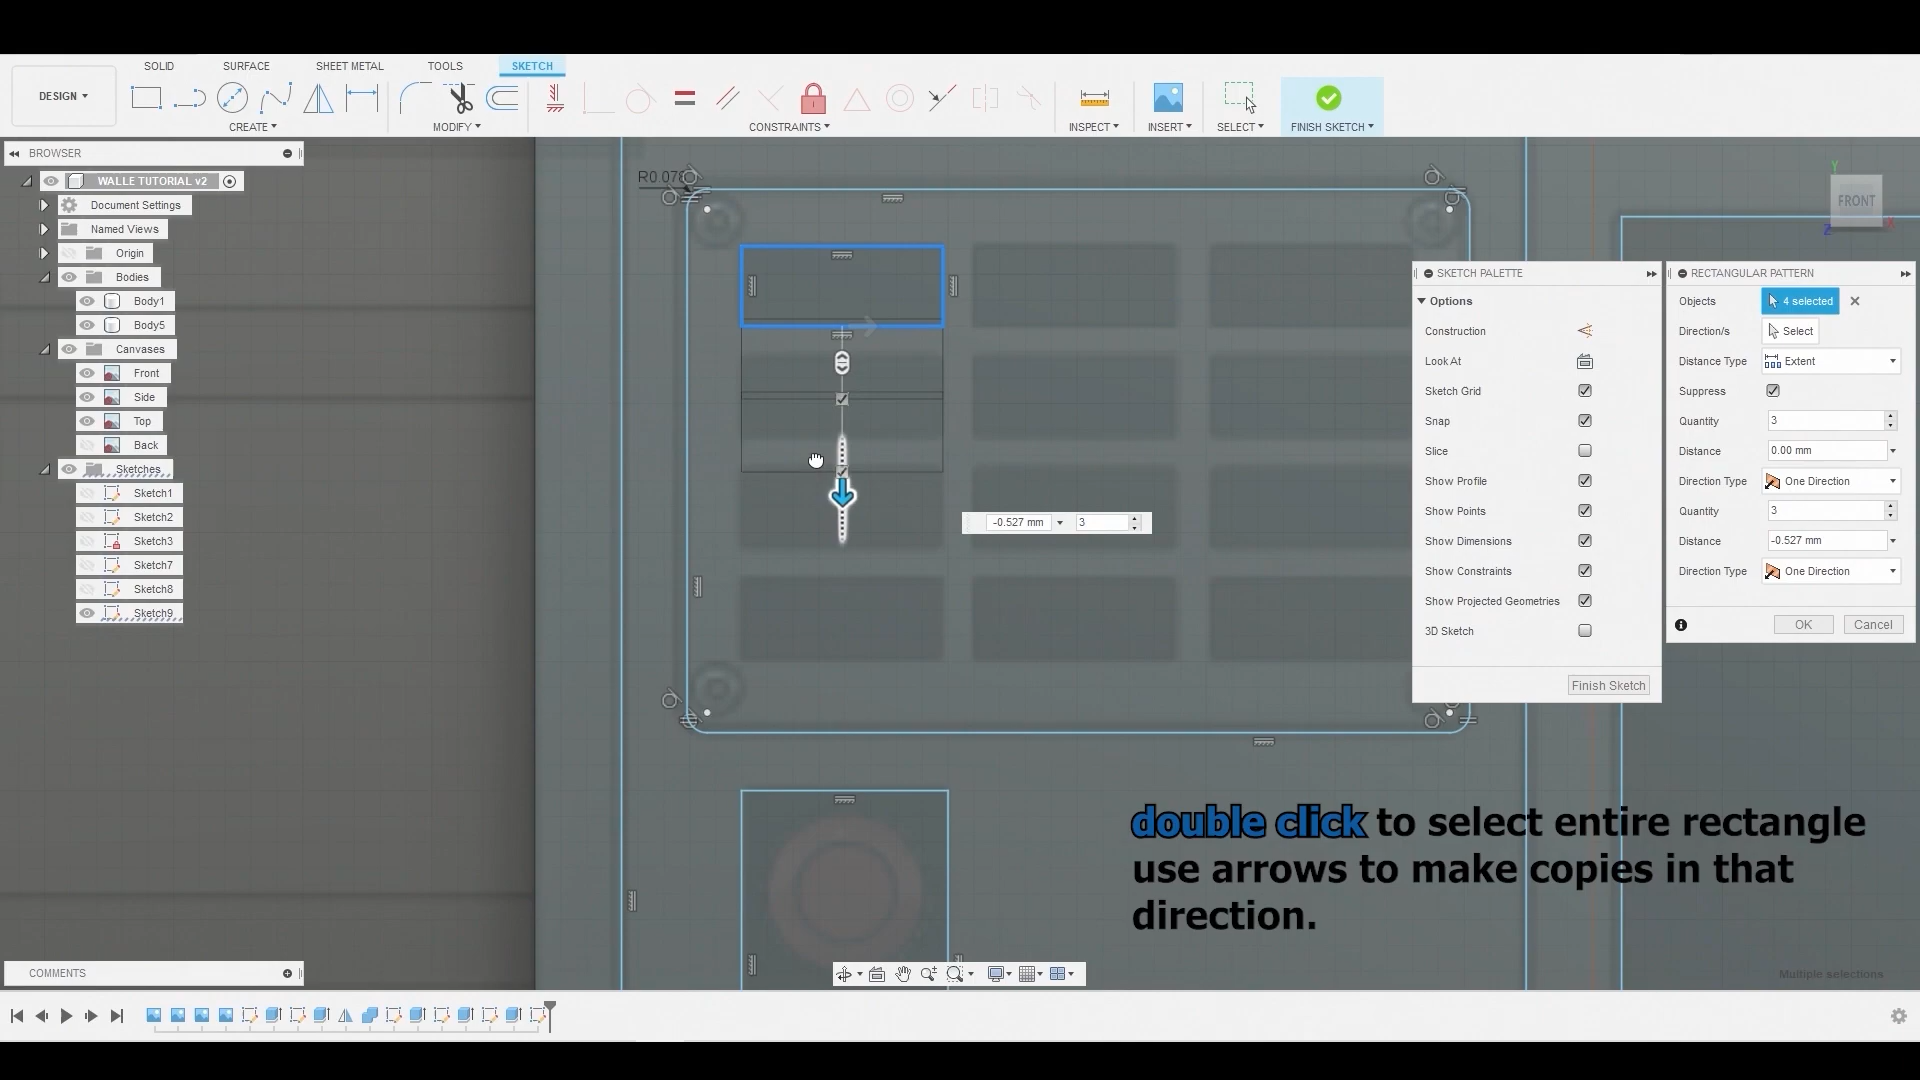 SOLID SURFACE SHEET METAL TOOLS SKETCH
DESIGN
CREATE MODIFY CONSTRAINTS INSPECT INSERT SELECT FINISH SKETCH
BROWSER
WALLE TUTORIAL v2
Document Settings
Named Views
Origin
Bodies
Body1
Body5
Canvases
Front
Side
Top
Back
Sketches
Sketch1
Sketch2
Sketch3
Sketch7
Sketch8
Sketch9
COMMENTS
R0.078
-0.527 mm 3
Y
FRONT
X
Z
SKETCH PALETTE
Options
Construction
Look At
Sketch Grid
Snap
Slice
Show Profile
Show Points
Show Dimensions
Show Constraints
Show Projected Geometries
3D Sketch
Finish Sketch
RECTANGULAR PATTERN
Objects 4 selected
Direction/s Select
Distance Type Extent
Suppress
Quantity 3
Distance 0.00 mm
Direction Type One Direction
Quantity 3
Distance -0.527 mm
Direction Type One Direction
OK Cancel
double click to select entire rectangle
use arrows to make copies in that
direction.
Multiple selections